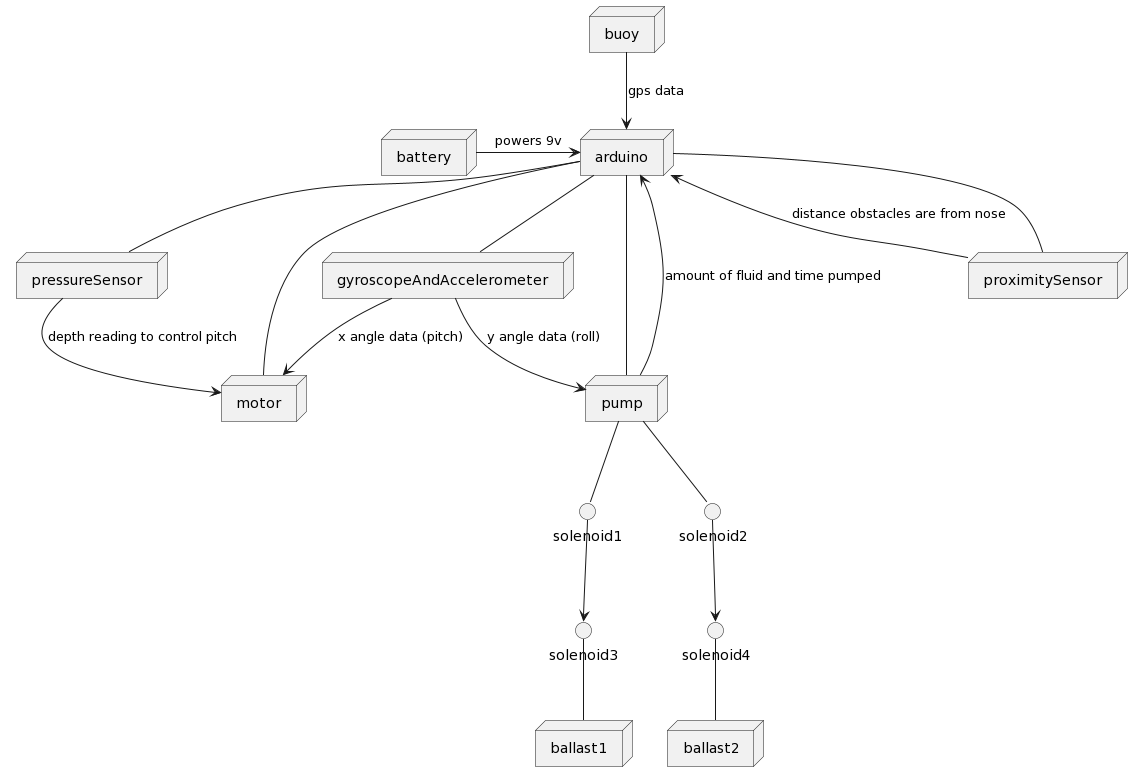 buoy
gps data
powers 9v
battery
arduino
distance obstacles are from nose
amount of fluid and time pumped
pressureSensor
gyroscopeAndAccelerometer
proximitySensor
depth reading to control pitch
x angle data (pitch)
y angle data (roll)
motor
pump
solenoid1
solenoid2
solenoid3
solenoid4
ballast1
ballast2